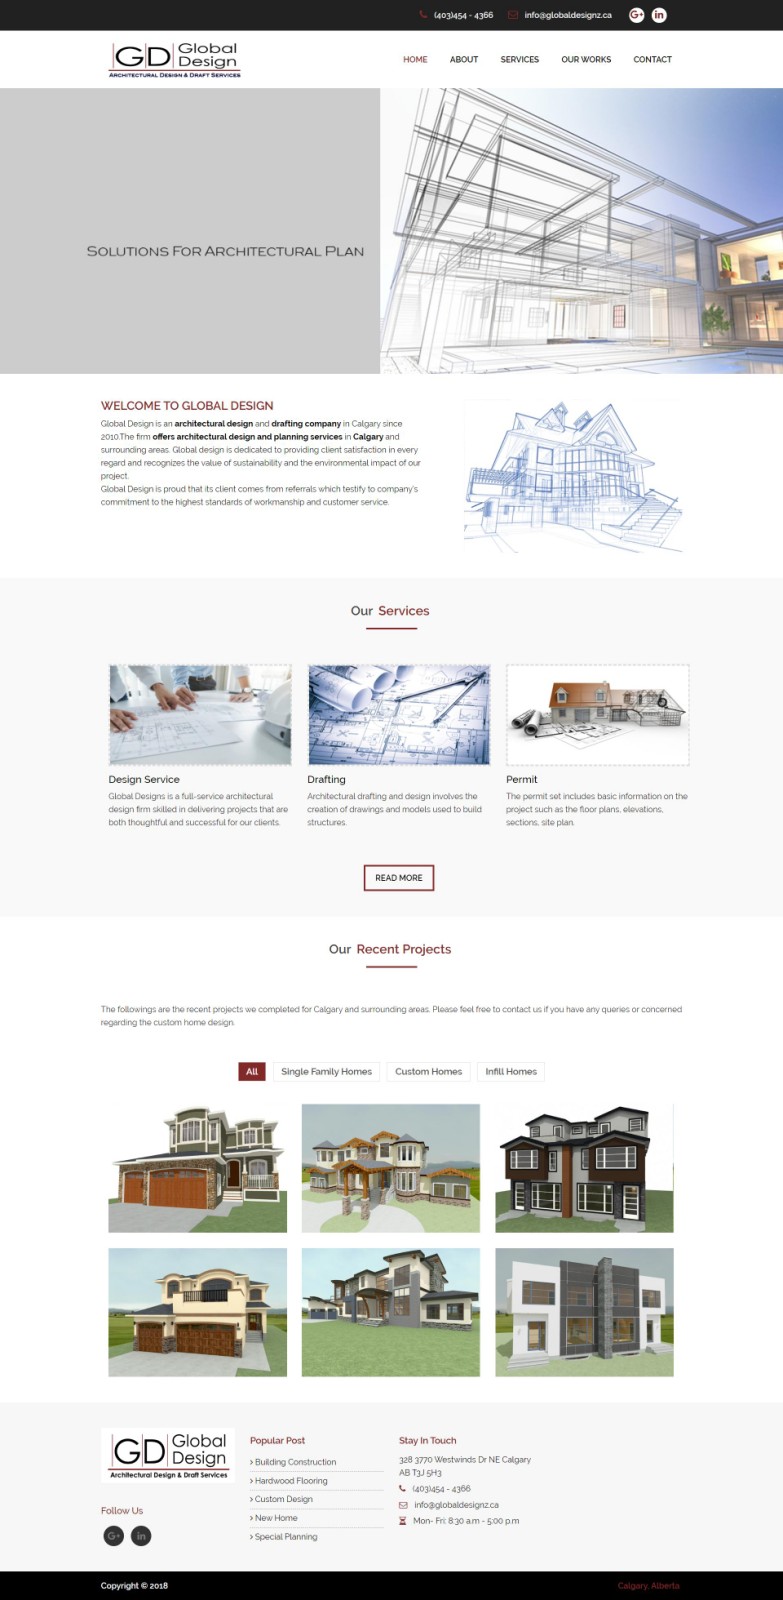 (403)454 - 4366 info@globaldesignz.ca G+ in
GD Global Design
Architectural Design & Draft Services
HOME ABOUT SERVICES OUR WORKS CONTACT
Solutions For Architectural Plan
WELCOME TO GLOBAL DESIGN
Global Design is an architectural design and drafting company in Calgary since
2010.The firm offers architectural design and planning services in Calgary and
surrounding areas. Global design is dedicated to providing client satisfaction in every
regard and recognizes the value of sustainability and the environmental impact of our
project.
Global Design is proud that its client comes from referrals which testify to company's
commitment to the highest standards of workmanship and customer service.
Our Services
Design Service
Global Designs is a full-service architectural
design firm skilled in delivering projects that are
both thoughtful and successful for our clients.
Drafting
Architectural drafting and design involves the
creation of drawings and models used to build
structures.
Permit
The permit set includes basic information on the
project such as the floor plans, elevations,
sections, site plan.
READ MORE
Our Recent Projects
The followings are the recent projects we completed for Calgary and surrounding areas. Please feel free to contact us if you have any queries or concerned
regarding the custom home design.
All Single Family Homes Custom Homes Infill Homes
GD Global Design
Architectural Design & Draft Services
Follow Us
G+ in
Popular Post
> Building Construction
> Hardwood Flooring
> Custom Design
> New Home
> Special Planning
Stay In Touch
328 3770 Westwinds Dr NE Calgary
AB T3J 5H3
(403)454 - 4366
info@globaldesignz.ca
Mon- Fri: 8:30 a.m - 5:00 p.m
Copyright © 2018 Calgary, Alberta